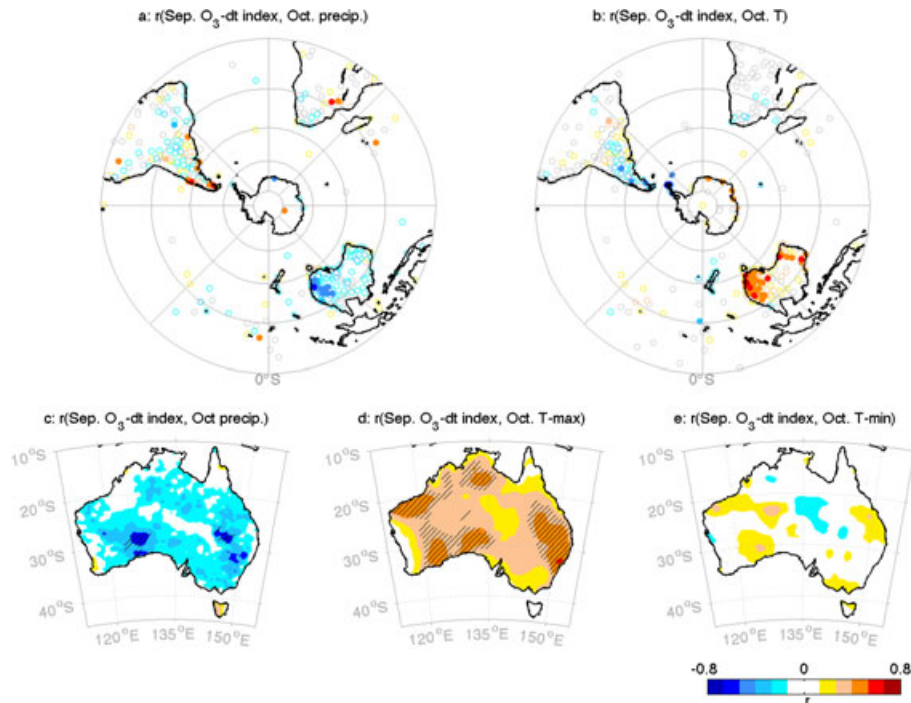 a: r(Sep. O3-dt index, Oct. precip.)
b: r(Sep. O3-dt index, Oct. T)
0°S
0°S
c: r(Sep. O3-dt index, Oct precip.)
d: r(Sep. O3-dt index, Oct. T-max)
e: r(Sep. O3-dt index, Oct. T-min)
10°S
10°S
10°S
20°S
20°S
20°S
30°S
30°S
30°S
40°S
40°S
40°S
120°E 135°E 150°E
120°E 135°E 150°E
120°E 135°E 150°E
-0.8 0 0.8
r